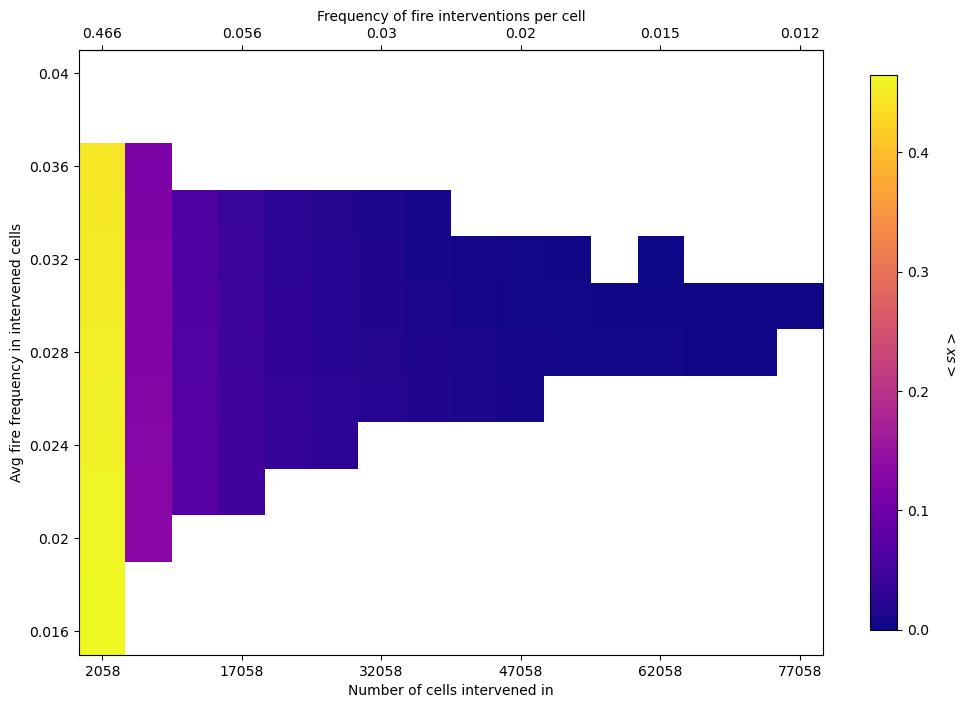 Frequency of fire interventions per cell
0.466 0.056 0.03 0.02 0.015 0.012
0.04
0.036
0.032
0.028
0.024
0.02
0.016
Avg fire frequency in intervened cells
2058 17058 32058 47058 62058 77058
Number of cells intervened in
0.4
0.3
0.2
0.1
0.0
< sx >